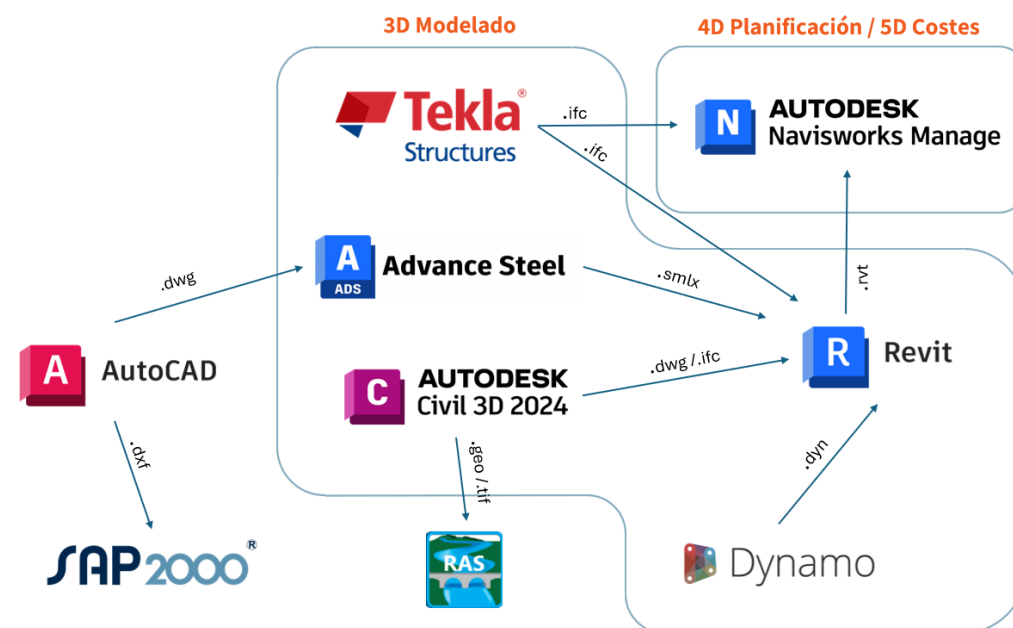 3D Modelado
4D Planificación / 5D Costes
Tekla®
Structures
.ifc
.ifc
N
AUTODESK
Navisworks Manage
.dwg
A
ADS
Advance Steel
.smlx
.rvt
A
AutoCAD
C
AUTODESK
Civil 3D 2024
.dwg /.ifc
R
Revit
.dxf
.geo /.tif
.dyn
SAP2000®
RAS
Dynamo